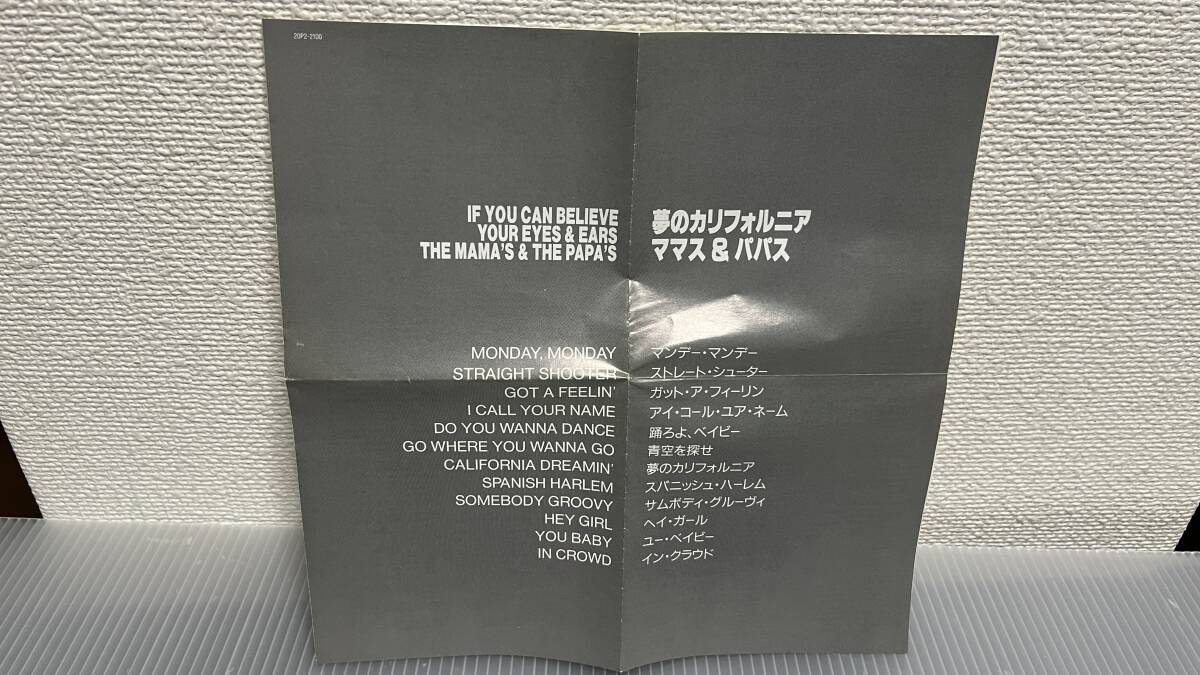 20P2-2100
IF YOU CAN BELIEVE
YOUR EYES & EARS
THE MAMA'S & THE PAPA'S
夢のカリフォルニア
ママス & パパス
MONDAY, MONDAY
STRAIGHT SHOOTER
GOT A FEELIN'
I CALL YOUR NAME
DO YOU WANNA DANCE
GO WHERE YOU WANNA GO
CALIFORNIA DREAMIN'
SPANISH HARLEM
SOMEBODY GROOVY
HEY GIRL
YOU BABY
IN CROWD
マンデー・マンデー
ストレート・シューター
ガット・ア・フィーリン
アイ・コール・ユア・ネーム
踊ろよ、ベイビー
青空を探せ
夢のカリフォルニア
スパニッシュ・ハーレム
サムボディ・グルーヴィ
ヘイ・ガール
ユー・ベイビー
イン・クラウド